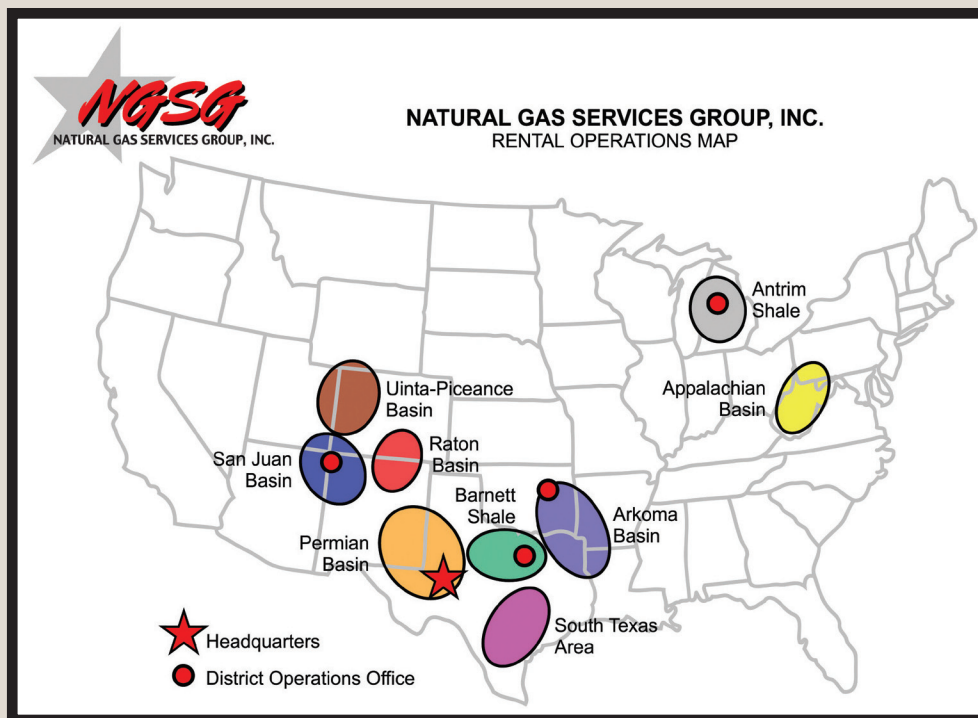 NGSG
NATURAL GAS SERVICES GROUP, INC.
NATURAL GAS SERVICES GROUP, INC.
RENTAL OPERATIONS MAP
Antrim
Shale
Uinta-Piceance
Basin
Appalachian
Basin
San Juan
Basin
Raton
Basin
Barnett
Shale
Arkoma
Basin
Permian
Basin
South Texas
Area
Headquarters
District Operations Office